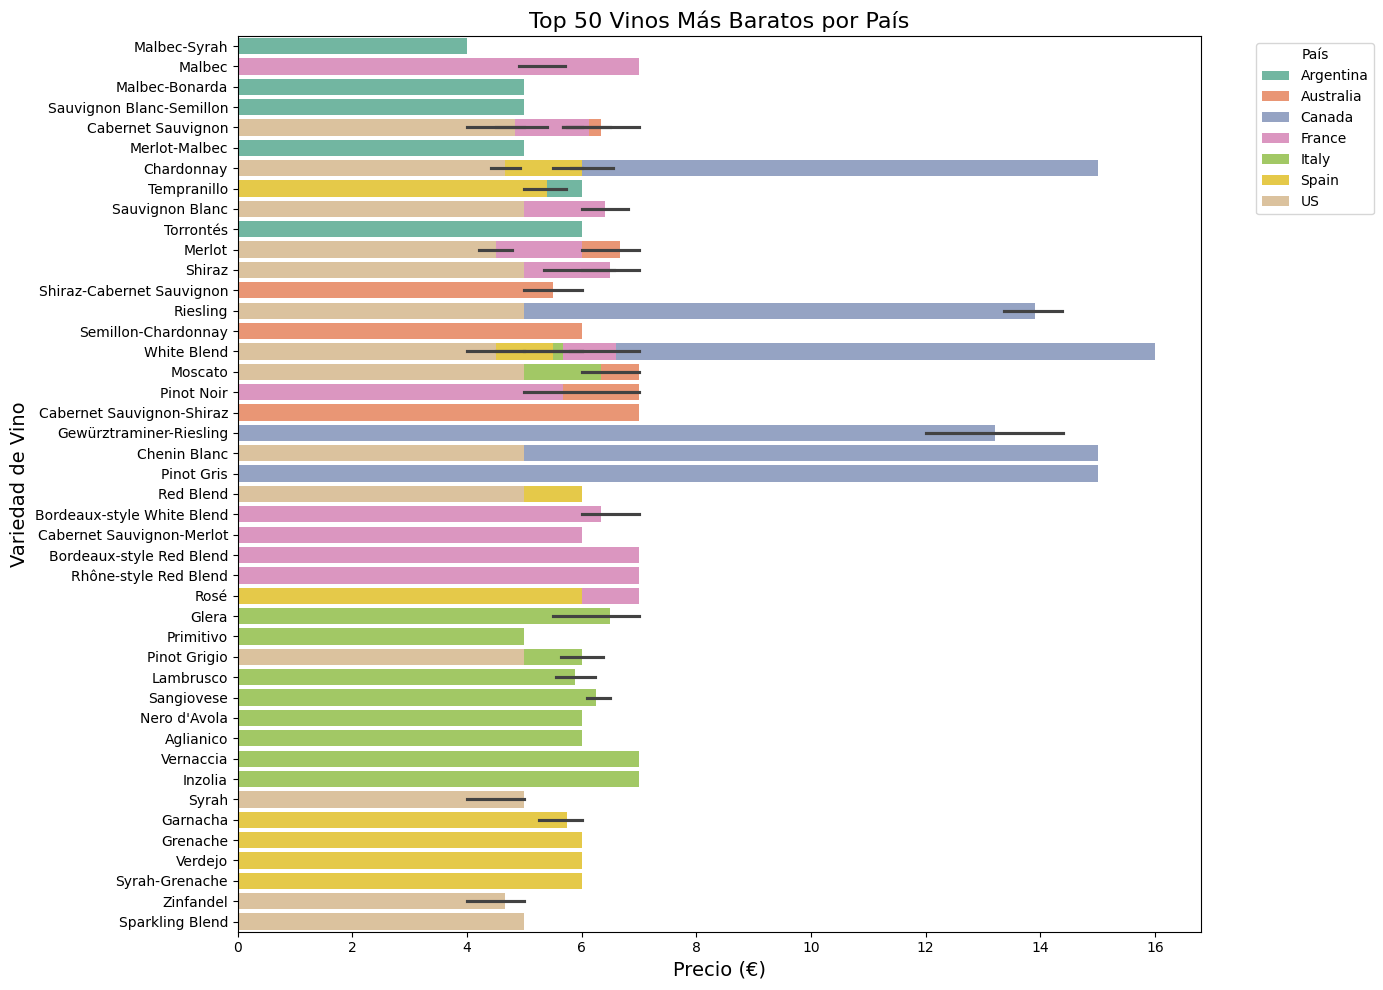 Top 50 Vinos Más Baratos por País
Variedad de Vino
Malbec-Syrah
Malbec
Malbec-Bonarda
Sauvignon Blanc-Semillon
Cabernet Sauvignon
Merlot-Malbec
Chardonnay
Tempranillo
Sauvignon Blanc
Torrontés
Merlot
Shiraz
Shiraz-Cabernet Sauvignon
Riesling
Semillon-Chardonnay
White Blend
Moscato
Pinot Noir
Cabernet Sauvignon-Shiraz
Gewürztraminer-Riesling
Chenin Blanc
Pinot Gris
Red Blend
Bordeaux-style White Blend
Cabernet Sauvignon-Merlot
Bordeaux-style Red Blend
Rhône-style Red Blend
Rosé
Glera
Primitivo
Pinot Grigio
Lambrusco
Sangiovese
Nero d'Avola
Aglianico
Vernaccia
Inzolia
Syrah
Garnacha
Grenache
Verdejo
Syrah-Grenache
Zinfandel
Sparkling Blend
0 2 4 6 8 10 12 14 16
Precio (€)
País
Argentina
Australia
Canada
France
Italy
Spain
US